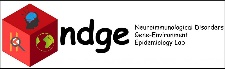 ndge
Neuroimmunological Disorders
Gene-Environment
Epidemiology Lab